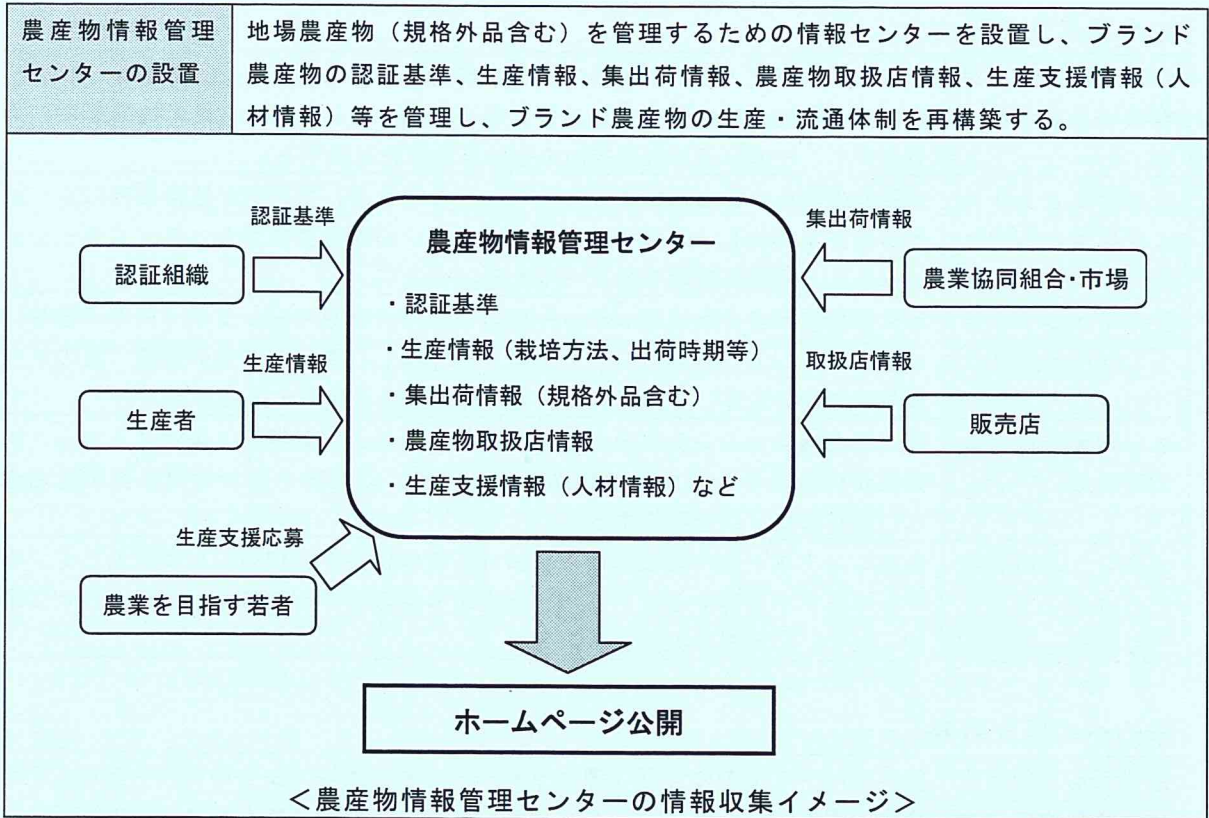 農産物情報管理
センターの設置
地場農産物（規格外品含む）を管理するための情報センターを設置し、ブランド
農産物の認証基準、生産情報、集出荷情報、農産物取扱店情報、生産支援情報（人
材情報）等を管理し、ブランド農産物の生産・流通体制を再構築する。
認証基準
認証組織
生産情報
生産者
生産支援応募
農業を目指す若者
農産物情報管理センター
・認証基準
・生産情報（栽培方法、出荷時期等）
・集出荷情報（規格外品含む）
・農産物取扱店情報
・生産支援情報（人材情報）など
集出荷情報
農業協同組合・市場
取扱店情報
販売店
ホームページ公開
＜農産物情報管理センターの情報収集イメージ＞